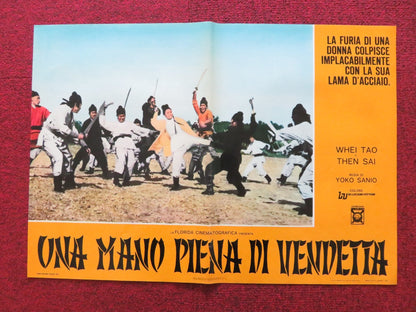 LA FURIA DI UNA
DONNA COLPISCE
IMPLACABILMENTE
CON LA SUA
LAMA D'ACCIAIO.
WHEI TAO
THEN SAI
REGIA DI
YOKO SANIO
COLORE
LA FLORIDA CINEMATOGRAFICA PRESENTA
UNA MANO PIENA DI VENDETTA